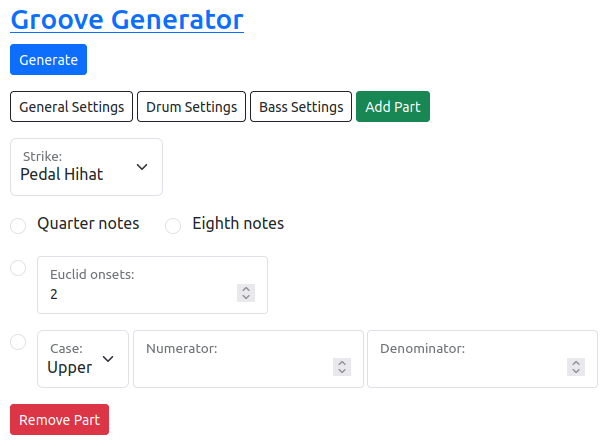 Groove Generator
Generate
General Settings Drum Settings Bass Settings Add Part
Strike:
Pedal Hihat
Quarter notes Eighth notes
Euclid onsets:
2
Case: Numerator: Denominator:
Upper
Remove Part